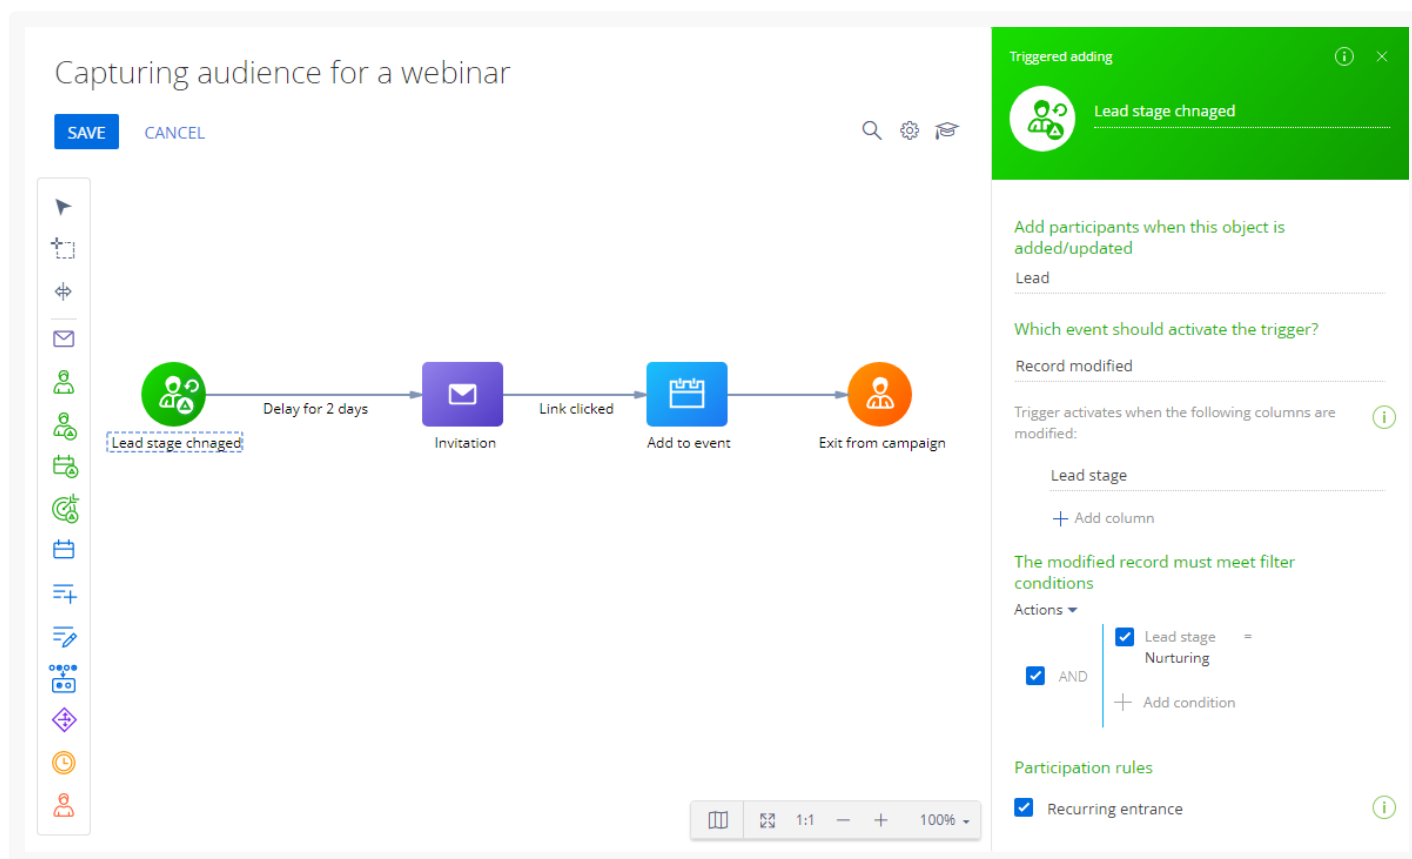 Capturing audience for a webinar
SAVE
CANCEL
Delay for 2 days
Link clicked
Lead stage chnaged
Invitation
Add to event
Exit from campaign
1:1
100%
Triggered adding
Lead stage chnaged
Add participants when this object is
added/updated
Lead
Which event should activate the trigger?
Record modified
Trigger activates when the following columns are
modified:
Lead stage
Add column
The modified record must meet filter
conditions
Actions
Lead stage =
Nurturing
AND
Add condition
Participation rules
Recurring entrance